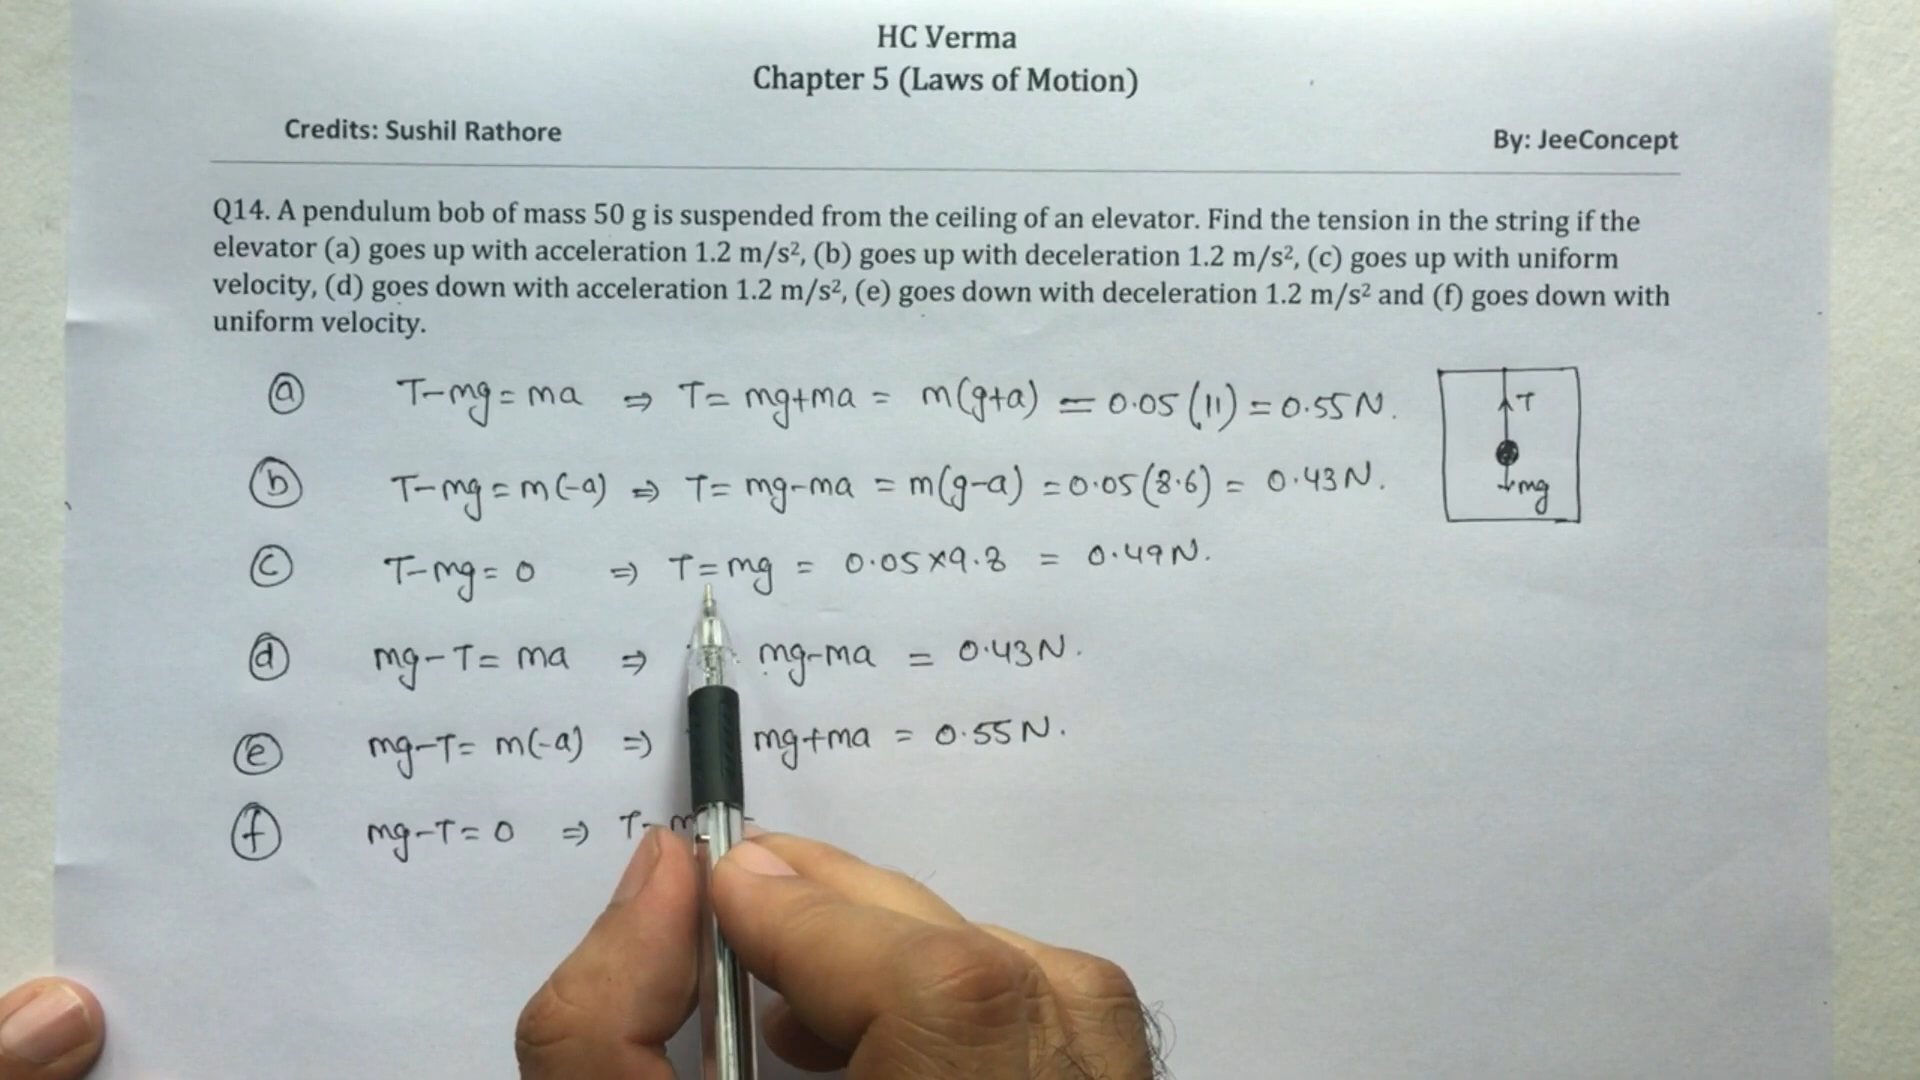 HC Verma
Chapter 5 (Laws of Motion)
Credits: Sushil Rathore
By: JeeConcept
Q14. A pendulum bob of mass 50 g is suspended from the ceiling of an elevator. Find the tension in the string if the
elevator (a) goes up with acceleration 1.2 m/s², (b) goes up with deceleration 1.2 m/s², (c) goes up with uniform
velocity, (d) goes down with acceleration 1.2 m/s², (e) goes down with deceleration 1.2 m/s² and (f) goes down with
uniform velocity.
ⓐ T-mg = ma ⇒ T= mg+ma = m(g+a) = 0.05 (11) = 0.55 N.
ⓑ T-mg = m(-a) ⇒ T= mg-ma = m(g-a) = 0.05(8.6) = 0.43 N.
ⓒ T-mg = 0 ⇒ T=mg = 0.05×9.8 = 0.49 N.
ⓓ mg-T= ma ⇒ mg-ma = 0.43 N.
ⓔ mg-T= m(-a) ⇒ mg+ma = 0.55 N.
ⓕ mg-T= 0 ⇒ T=
T
mg